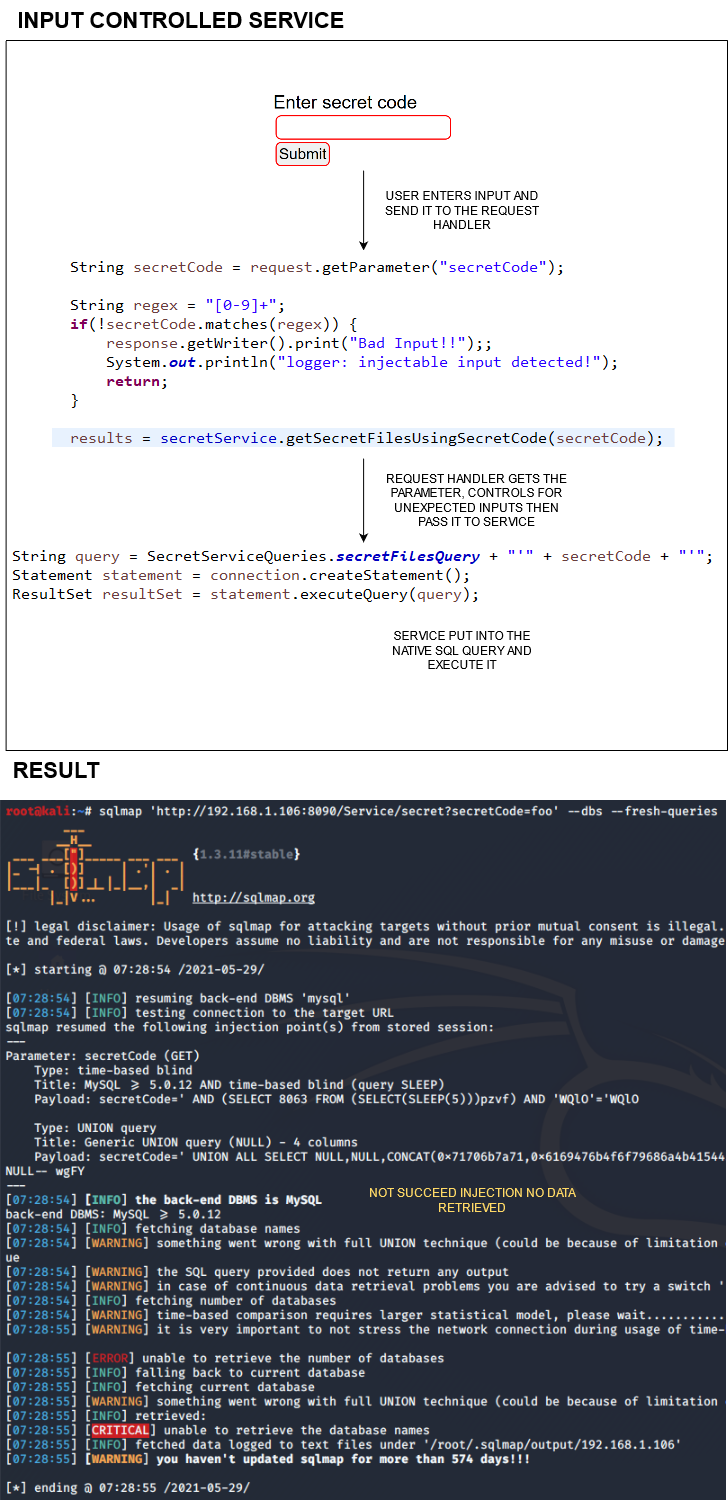 INPUT CONTROLLED SERVICE
Enter secret code
Submit
USER ENTERS INPUT AND
SEND IT TO THE REQUEST
HANDLER
String secretCode = request.getParameter("secretCode");
String regex = "[0-9]+";
if(!secretCode.matches(regex)) {
response.getWriter().print("Bad Input!!");;
System.out.println("logger: injectable input detected!");
return;
}
results = secretService.getSecretFilesUsingSecretCode(secretCode);
REQUEST HANDLER GETS THE
PARAMETER, CONTROLS FOR
UNEXPECTED INPUTS THEN
PASS IT TO SERVICE
String query = SecretServiceQueries.secretFilesQuery + "'" + secretCode + "'";
Statement statement = connection.createStatement();
ResultSet resultSet = statement.executeQuery(query);
SERVICE PUT INTO THE
NATIVE SQL QUERY AND
EXECUTE IT
RESULT
root@kali:~# sqlmap 'http://192.168.1.106:8090/Service/secret?secretCode=foo' --dbs --fresh-queries
{1.3.11#stable}
http://sqlmap.org
[!] legal disclaimer: Usage of sqlmap for attacking targets without prior mutual consent is illegal.
te and federal laws. Developers assume no liability and are not responsible for any misuse or damage
[*] starting @ 07:28:54 /2021-05-29/
[07:28:54] [INFO] resuming back-end DBMS 'mysql'
[07:28:54] [INFO] testing connection to the target URL
sqlmap resumed the following injection point(s) from stored session:
---
Parameter: secretCode (GET)
Type: time-based blind
Title: MySQL ≥ 5.0.12 AND time-based blind (query SLEEP)
Payload: secretCode=' AND (SELECT 8063 FROM (SELECT(SLEEP(5)))pzvf) AND 'WQlO'='WQlO
Type: UNION query
Title: Generic UNION query (NULL) - 4 columns
Payload: secretCode=' UNION ALL SELECT NULL,NULL,CONCAT(0×71706b7a71,0×6169476b4f6f79686a4b41544
NULL-- wgFY
---
[07:28:54] [INFO] the back-end DBMS is MySQL
NOT SUCCEED INJECTION NO DATA
RETRIEVED
back-end DBMS: MySQL ≥ 5.0.12
[07:28:54] [INFO] fetching database names
[07:28:54] [WARNING] something went wrong with full UNION technique (could be because of limitation
ue
[07:28:54] [WARNING] the SQL query provided does not return any output
[07:28:54] [WARNING] in case of continuous data retrieval problems you are advised to try a switch '
[07:28:54] [INFO] fetching number of databases
[07:28:54] [WARNING] time-based comparison requires larger statistical model, please wait...........
[07:28:55] [WARNING] it is very important to not stress the network connection during usage of time-
[07:28:55] [ERROR] unable to retrieve the number of databases
[07:28:55] [INFO] falling back to current database
[07:28:55] [INFO] fetching current database
[07:28:55] [WARNING] something went wrong with full UNION technique (could be because of limitation
[07:28:55] [INFO] retrieved:
[07:28:55] [CRITICAL] unable to retrieve the database names
[07:28:55] [INFO] fetched data logged to text files under '/root/.sqlmap/output/192.168.1.106'
[07:28:55] [WARNING] you haven't updated sqlmap for more than 574 days!!!
[*] ending @ 07:28:55 /2021-05-29/